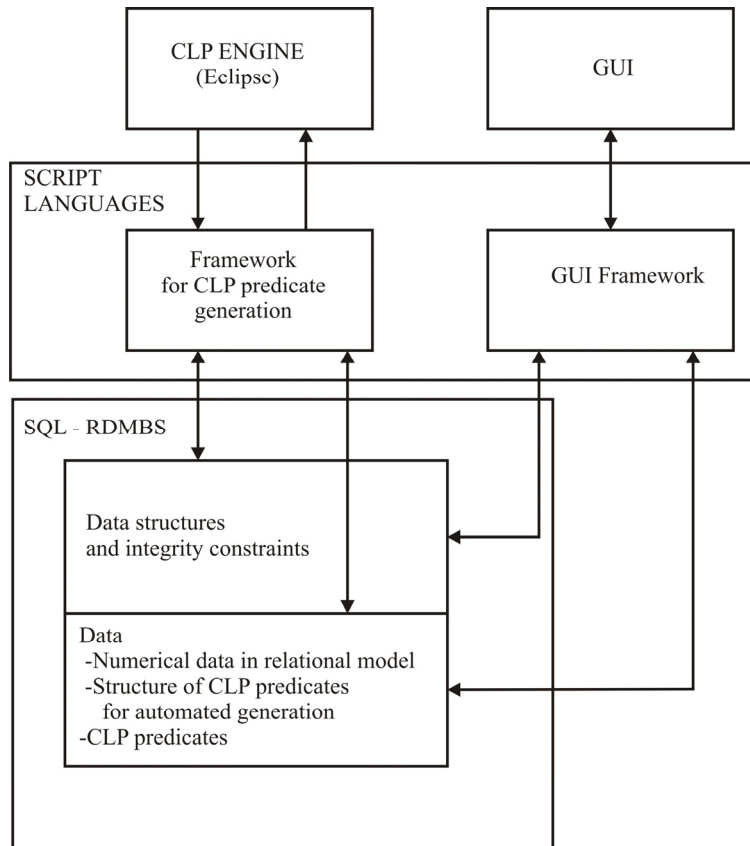 CLP ENGINE
(Eclipse)
GUI
SCRIPT
LANGUAGES
Framework
for CLP predicate
generation
GUI Framework
SQL - RDMBS
Data structures
and integrity constraints
Data
-Numerical data in relational model
-Structure of CLP predicates
for automated generation
-CLP predicates